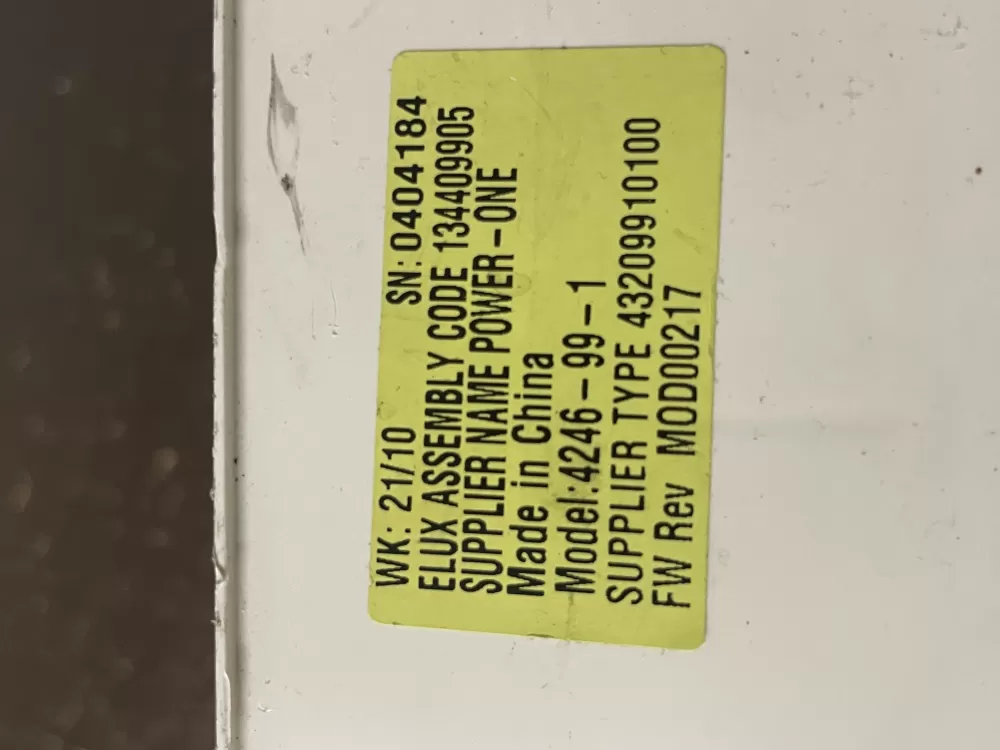 WK: 21/10 SN: 0404184
ELUX ASSEMBLY CODE 134409905
SUPPLIER NAME POWER-ONE
Made in China
Model:4246-99-1
SUPPLIER TYPE 43209910100
FW Rev MOD00217